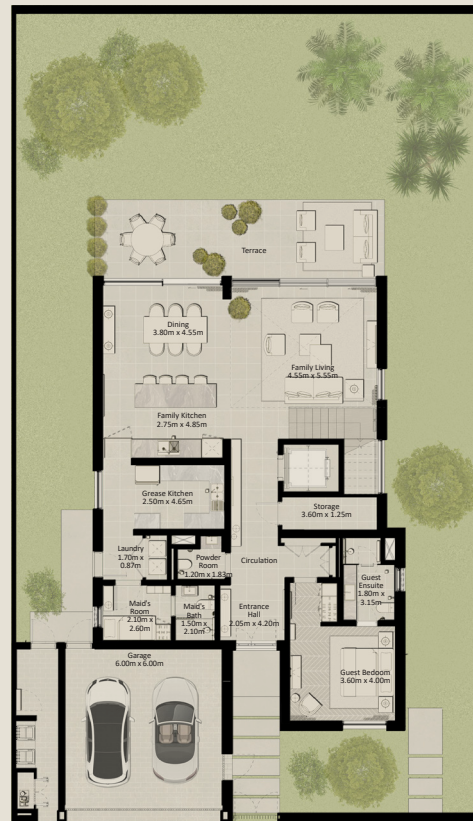 Terrace
Dining
3.80m x 4.55m
Family Living
4.55m x 5.55m
Family Kitchen
2.75m x 4.85m
Grease Kitchen
2.50m x 4.65m
Storage
3.60m x 1.25m
Laundry
1.70m x
0.87m
Powder
Room
1.20m x 1.83m
Circulation
Guest
Ensuite
1.80m x
3.15m
Maid's
Room
2.10m x
2.60m
Maid's
Bath
1.50m x
2.10m
Entrance
Hall
2.05m x 4.20m
Garage
6.00m x 6.00m
Guest Bedroom
3.60m x 4.00m